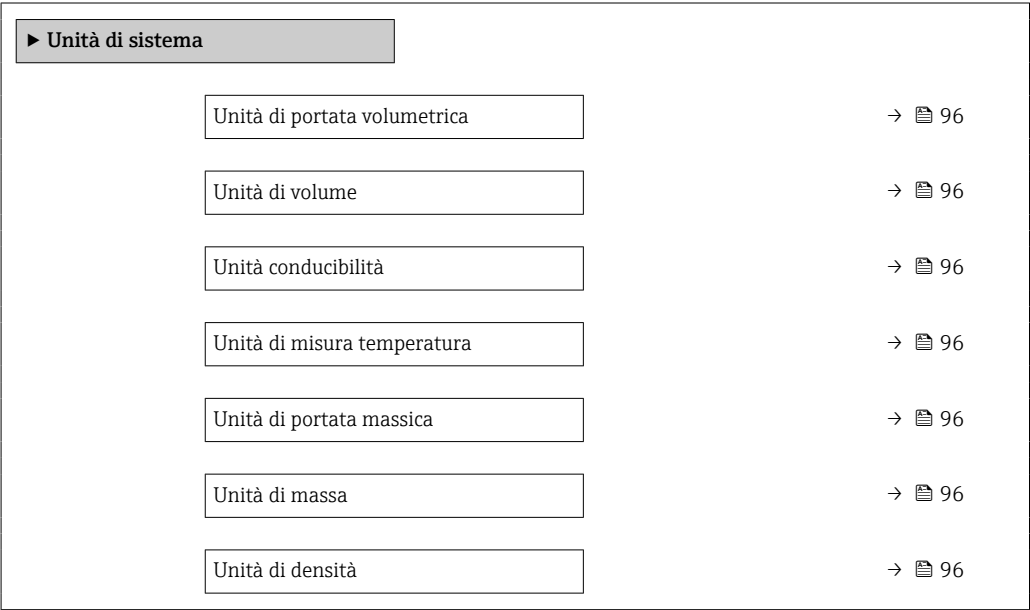 ▶ Unità di sistema
Unità di portata volumetrica → 96
Unità di volume → 96
Unità conducibilità → 96
Unità di misura temperatura → 96
Unità di portata massica → 96
Unità di massa → 96
Unità di densità → 96